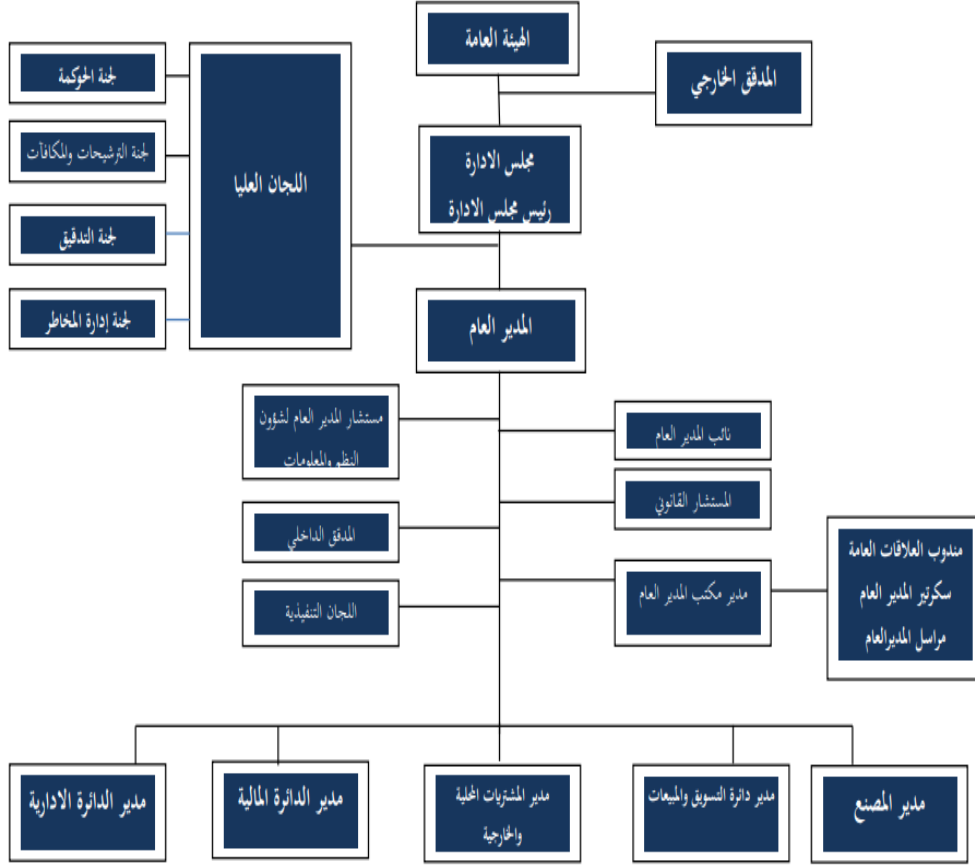 الهيئة العامة
المدقق الخارجي
مجلس الادارة
رئيس مجلس الادارة
اللجان العليا
لجنة الحوكمة
لجنة الترشيحات والمكافآت
لجنة التدقيق
لجنة إدارة المخاطر
المدير العام
نائب المدير العام
مستشار المدير العام لشؤون
النظم والمعلومات
المستشار القانوني
المدقق الداخلي
مدير مكتب المدير العام
مندوب العلاقات العامة
سكرتير المدير العام
مراسل المديرالعام
اللجان التنفيذية
مدير المصنع
مدير دائرة التسويق والمبيعات
مدير المشتريات المحلية
والخارجية
مدير الدائرة المالية
مدير الدائرة الادارية